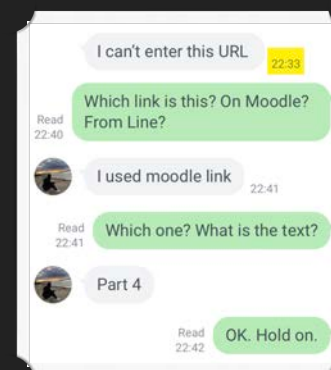 I can't enter this URL
22:33
Which link is this? On Moodle?
From Line?
Read
22:40
I used moodle link
22:41
Which one? What is the text?
Read
22:41
Part 4
OK. Hold on.
Read
22:42